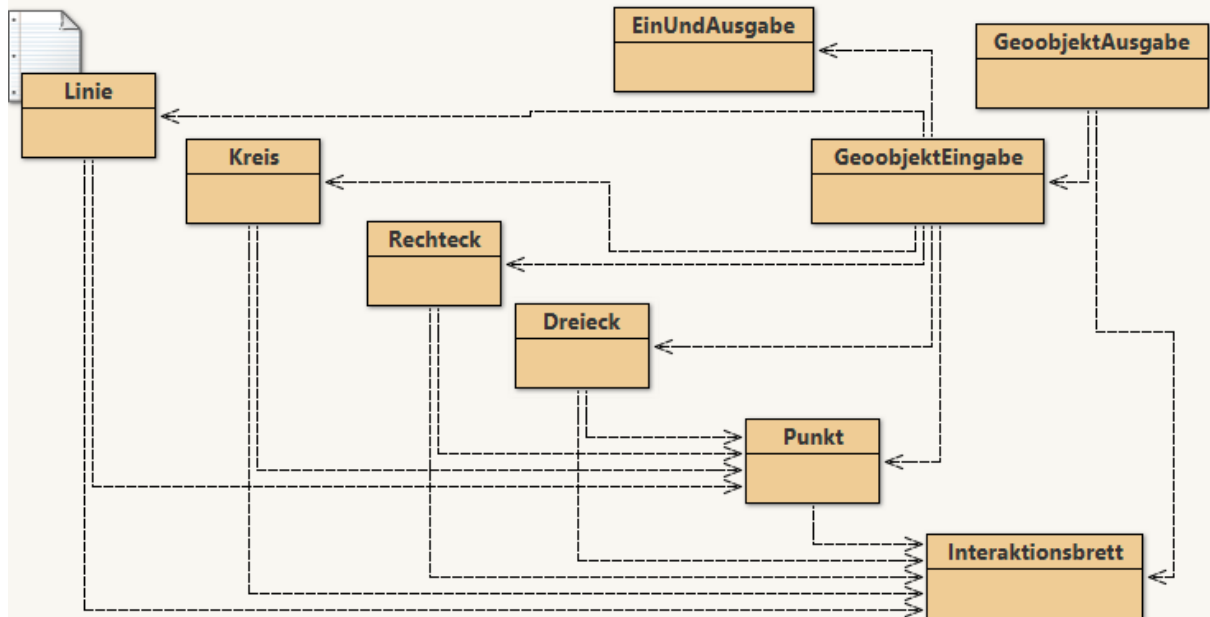 EinUndAusgabe
GeoobjektAusgabe
Linie
Kreis
GeoobjektEingabe
Rechteck
Dreieck
Punkt
Interaktionsbrett